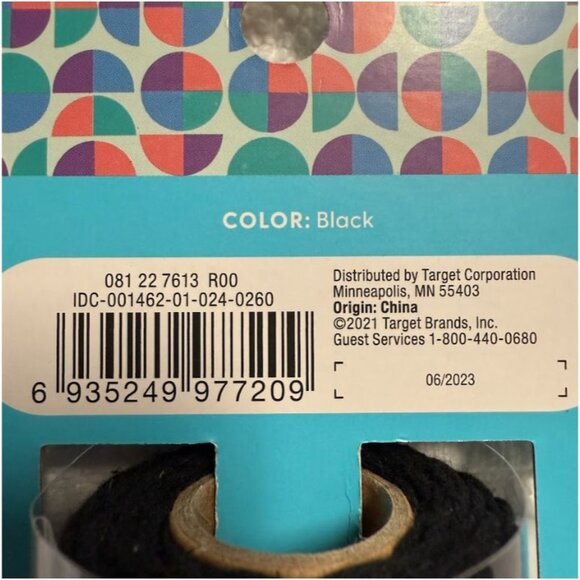 COLOR: Black
081 22 7613 R00
IDC-001462-01-024-0260
6 935249 977209
Distributed by Target Corporation
Minneapolis, MN 55403
Origin: China
©2021 Target Brands, Inc.
Guest Services 1-800-440-0680
06/2023